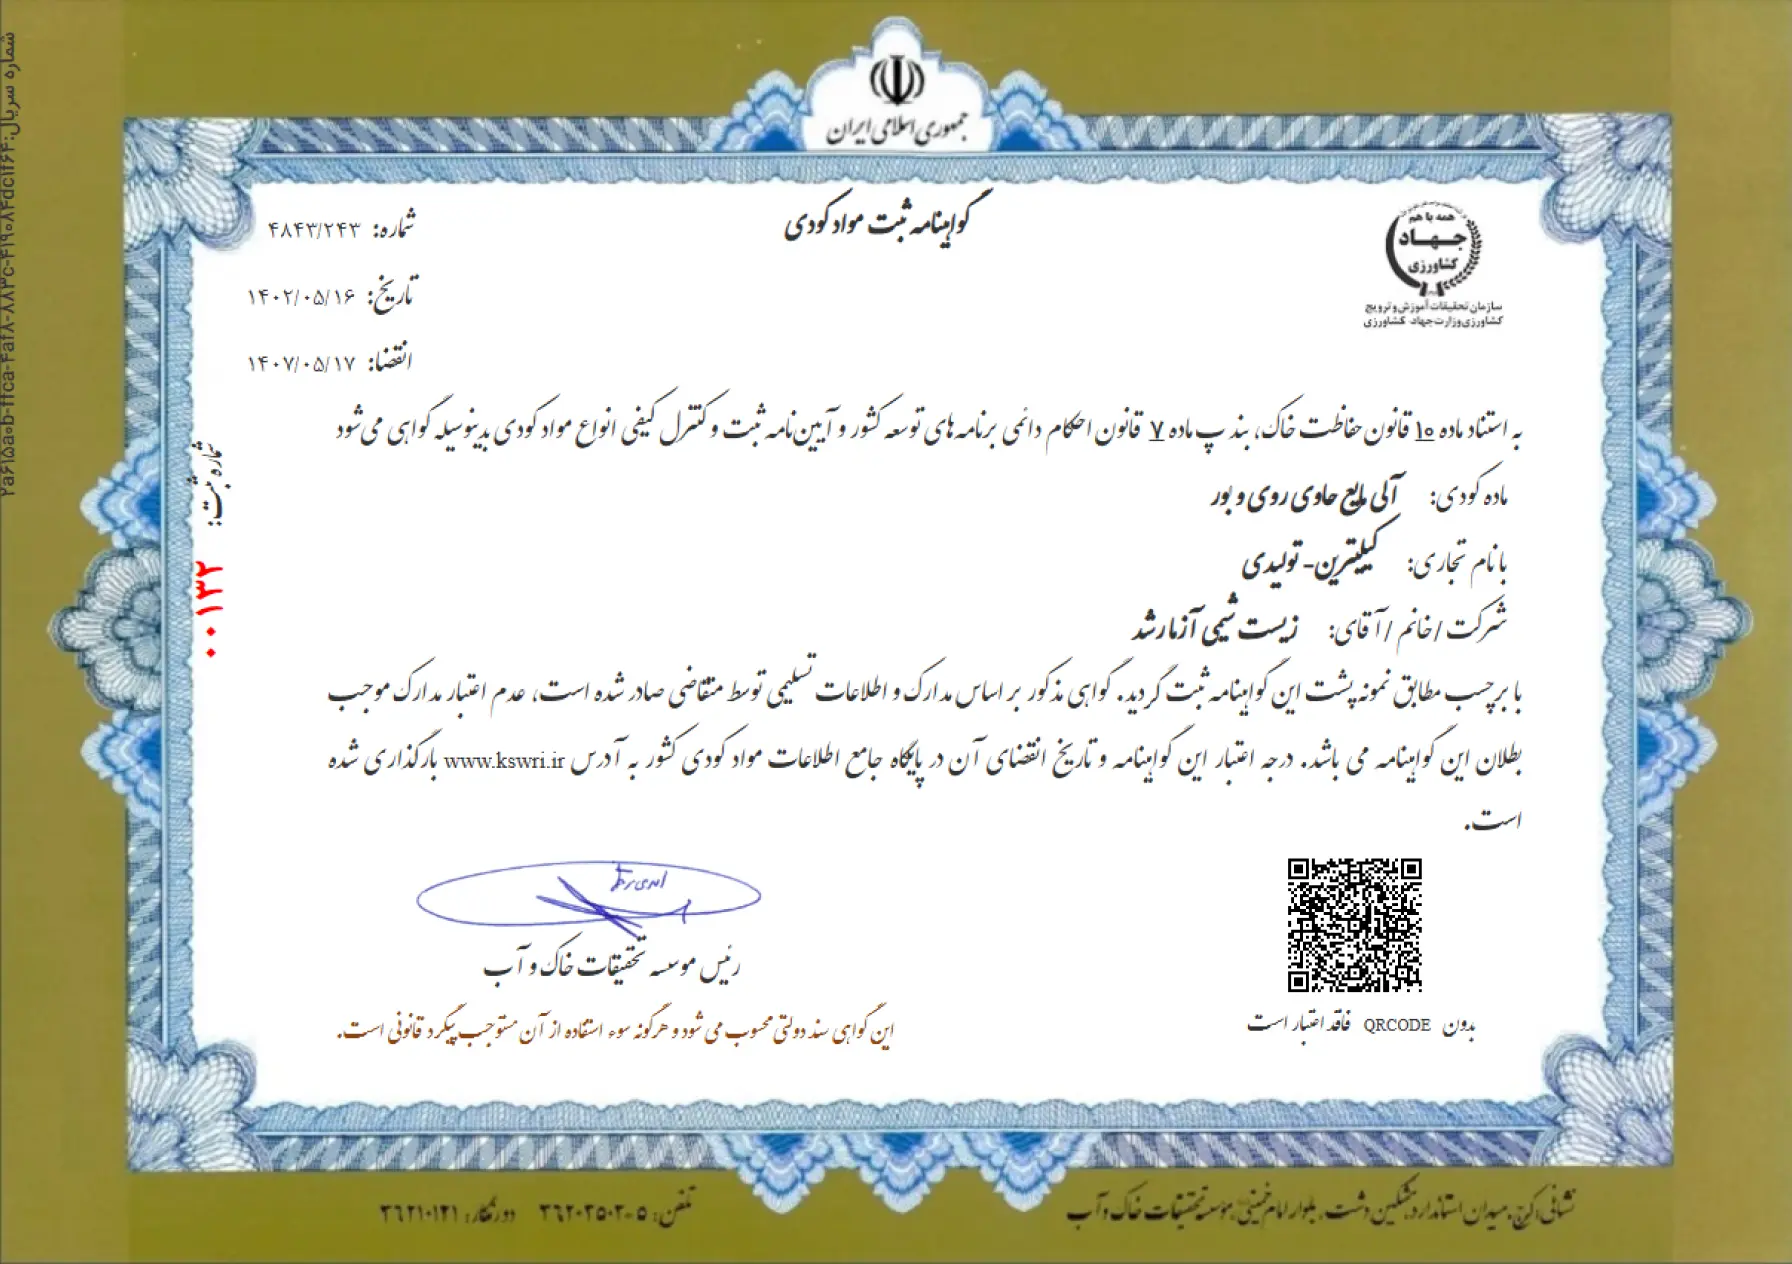 جمهوری اسلامی ایران
همه با هم
جهاد
کشاورزی
سازمان تحقیقات آموزش و ترویج
کشاورزی وزارت جهاد کشاورزی
گواهینامه ثبت مواد کودی
شماره: ۴۸۴۳/۲۴۳
تاریخ: ۱۴۰۲/۰۵/۱۶
انقضا: ۱۴۰۷/۰۵/۱۷
به استناد ماده ۱۰ قانون حفاظت خاک، بند پ ماده ۷ قانون احکام دائمی برنامه های توسعه کشور و آیین‌نامه ثبت و کنترل کیفی انواع مواد کودی بدینوسیله گواهی می‌شود
ماده کودی: آلی مایع حاوی روی و بور
با نام تجاری: کیلیترین- تولیدی
شرکت / خانم / آقای: زیست شیمی آزما رشد
با برچسب مطابق نمونه پشت این گواهینامه ثبت گردید. گواهی مذکور بر اساس مدارک و اطلاعات تسلیمی توسط متقاضی صادر شده است، عدم اعتبار مدارک موجب
بطلان این گواهینامه می باشد. درجه اعتبار این گواهینامه و تاریخ انقضای آن در پایگاه جامع اطلاعات مواد کودی کشور به آدرس www.kswri.ir بارگذاری شده
است.
شماره ثبت: ۰۰۱۳۲
رئیس موسسه تحقیقات خاک و آب
این گواهی سند دولتی محسوب می شود و هرگونه سوء استفاده از آن مستوجب پیگرد قانونی است.
بدون QRCODE فاقد اعتبار است
نشانی: کرج، میدان استاندارد، مشکین دشت، بلوار امام خمینی، موسسه تحقیقات خاک و آب
تلفن: ۵-۳۶۲۰۲۵۰۳ دورنگار: ۳۶۲۱۰۱۲۱
شماره سریال: